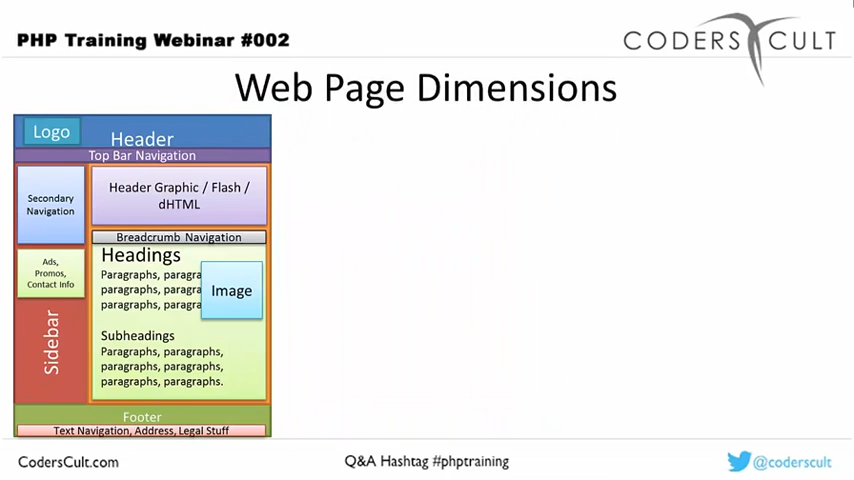 PHP Training Webinar #002
CODERS CULT
Web Page Dimensions
Logo
Header
Top Bar Navigation
Secondary
Navigation
Header Graphic / Flash /
dHTML
Breadcrumb Navigation
Ads,
Promos,
Contact Info
Headings
Paragraphs, paragra
paragraphs, paragra
paragraphs, paragra
Image
Sidebar
Subheadings
Paragraphs, paragraphs,
paragraphs, paragraphs,
paragraphs, paragraphs.
Footer
Text Navigation, Address, Legal Stuff
CodersCult.com
Q&A Hashtag #phptraining
@coderscult